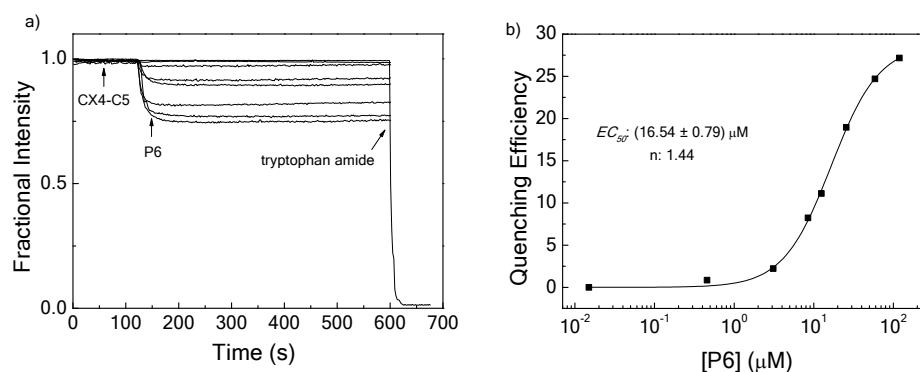 a)
1.0
0.5
0.0
0 100 200 300 400 500 600 700
Fractional Intensity
Time (s)
CX4-C5
P6
tryptophan amide
b)
30
25
20
15
10
5
0
10⁻² 10⁻¹ 10⁰ 10¹ 10²
Quenching Efficiency
[P6] (μM)
EC₅₀: (16.54 ± 0.79) μM
n: 1.44